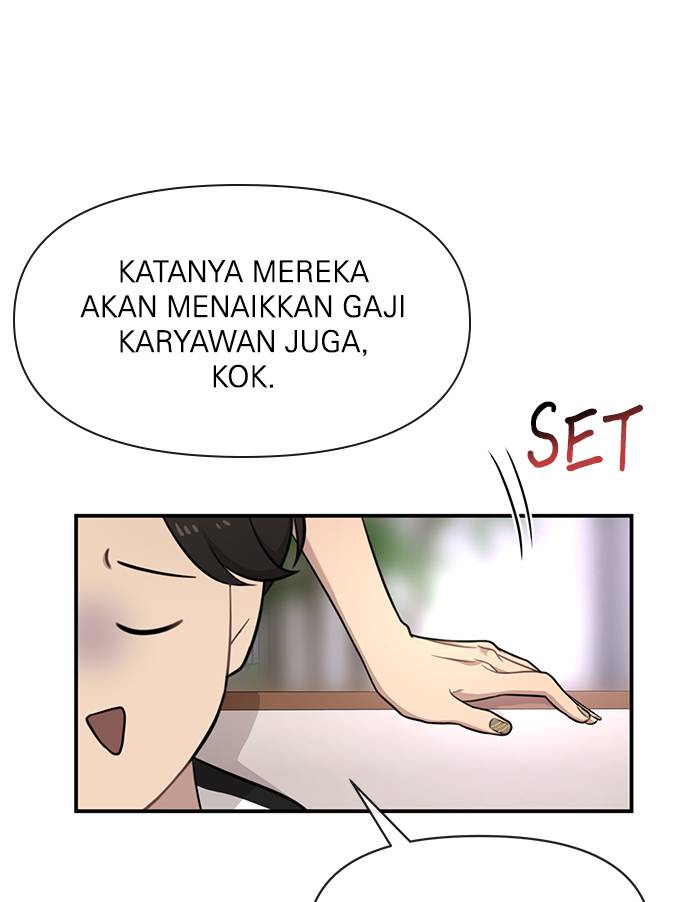 KATANYA MEREKA
AKAN MENAIKKAN GAJI
KARYAWAN JUGA,
KOK.
SET